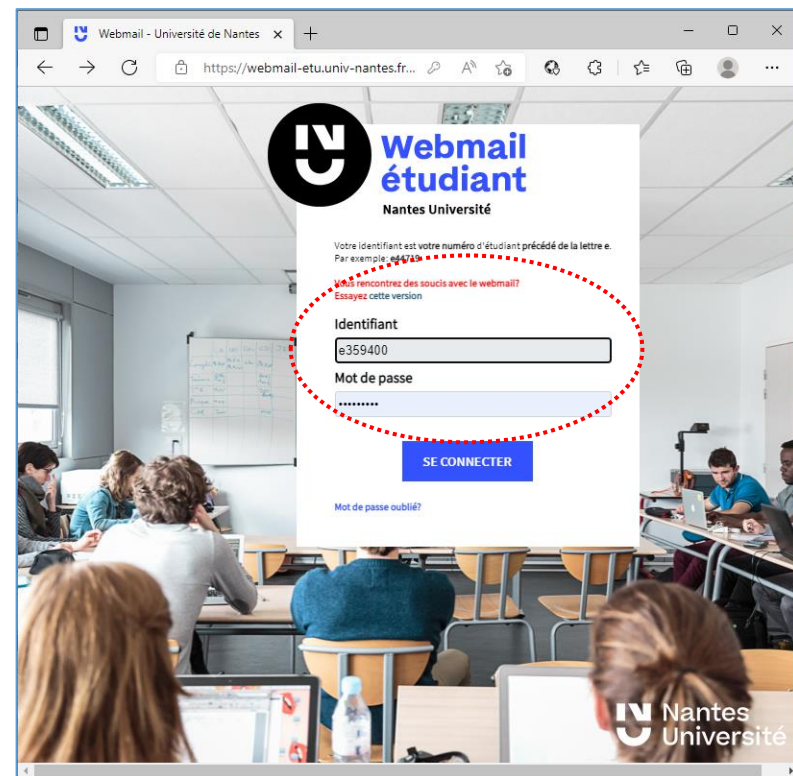 Webmail - Université de Nantes
https://webmail-etu.univ-nantes.fr...
Webmail
étudiant
Nantes Université
Votre identifiant est votre numéro d'étudiant précédé de la lettre e.
Par exemple: e44719
Vous rencontrez des soucis avec le webmail?
Essayez cette version
Identifiant
e359400
Mot de passe
•••••••••
SE CONNECTER
Mot de passe oublié?
Nantes
Université